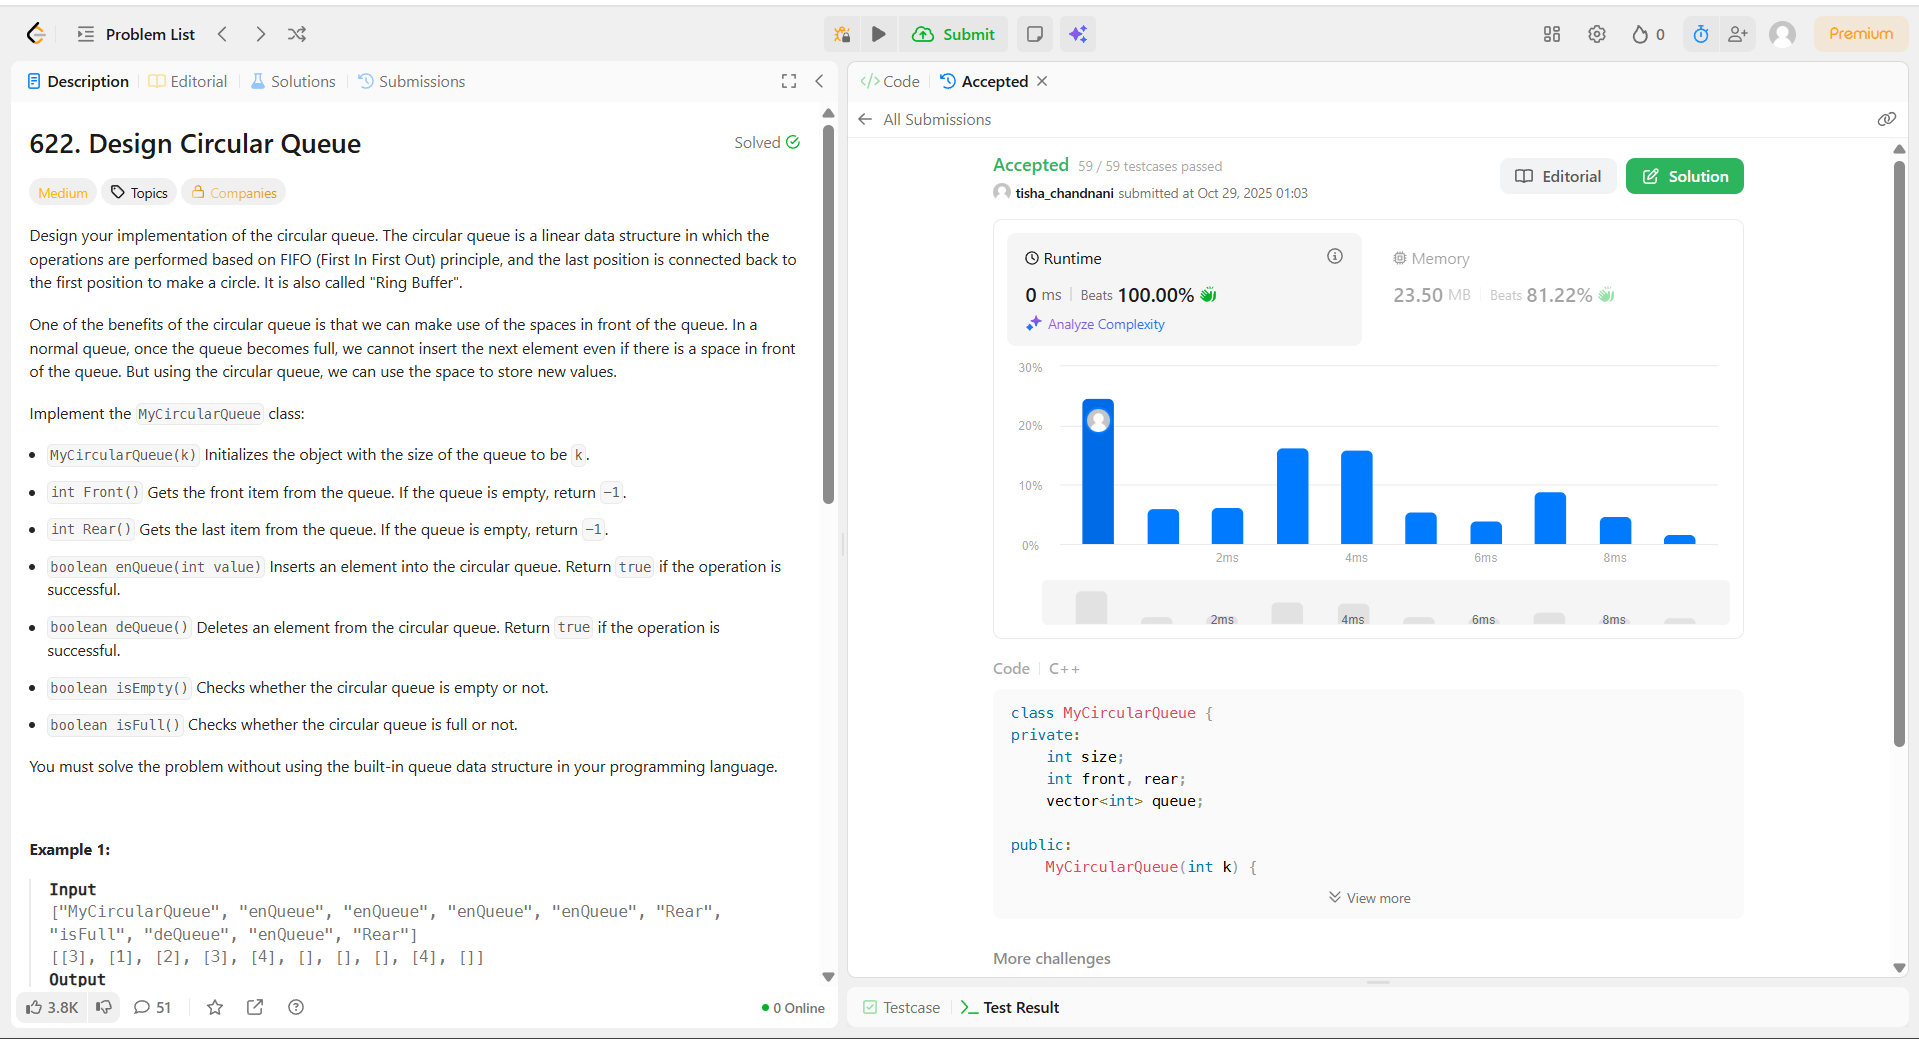 Problem List
Submit
0
Premium
Description
Editorial
Solutions
Submissions
622. Design Circular Queue
Solved
Medium
Topics
Companies
Design your implementation of the circular queue. The circular queue is a linear data structure in which the
operations are performed based on FIFO (First In First Out) principle, and the last position is connected back to
the first position to make a circle. It is also called "Ring Buffer".
One of the benefits of the circular queue is that we can make use of the spaces in front of the queue. In a
normal queue, once the queue becomes full, we cannot insert the next element even if there is a space in front
of the queue. But using the circular queue, we can use the space to store new values.
Implement the MyCircularQueue class:
MyCircularQueue(k) Initializes the object with the size of the queue to be k.
int Front() Gets the front item from the queue. If the queue is empty, return -1.
int Rear() Gets the last item from the queue. If the queue is empty, return -1.
boolean enQueue(int value) Inserts an element into the circular queue. Return true if the operation is
successful.
boolean deQueue() Deletes an element from the circular queue. Return true if the operation is
successful.
boolean isEmpty() Checks whether the circular queue is empty or not.
boolean isFull() Checks whether the circular queue is full or not.
You must solve the problem without using the built-in queue data structure in your programming language.
Example 1:
Input
["MyCircularQueue", "enQueue", "enQueue", "enQueue", "enQueue", "Rear",
"isFull", "deQueue", "enQueue", "Rear"]
[[3], [1], [2], [3], [4], [], [], [], [4], []]
Output
3.8K
51
0 Online
Code
Accepted
All Submissions
Accepted 59 / 59 testcases passed
tisha_chandnani submitted at Oct 29, 2025 01:03
Editorial
Solution
Runtime
0 ms Beats 100.00%
Analyze Complexity
Memory
23.50 MB Beats 81.22%
30%
20%
10%
0%
2ms 4ms 6ms 8ms
2ms 4ms 6ms 8ms
Code C++
class MyCircularQueue {
private:
int size;
int front, rear;
vector<int> queue;
public:
MyCircularQueue(int k) {
View more
More challenges
Testcase
Test Result